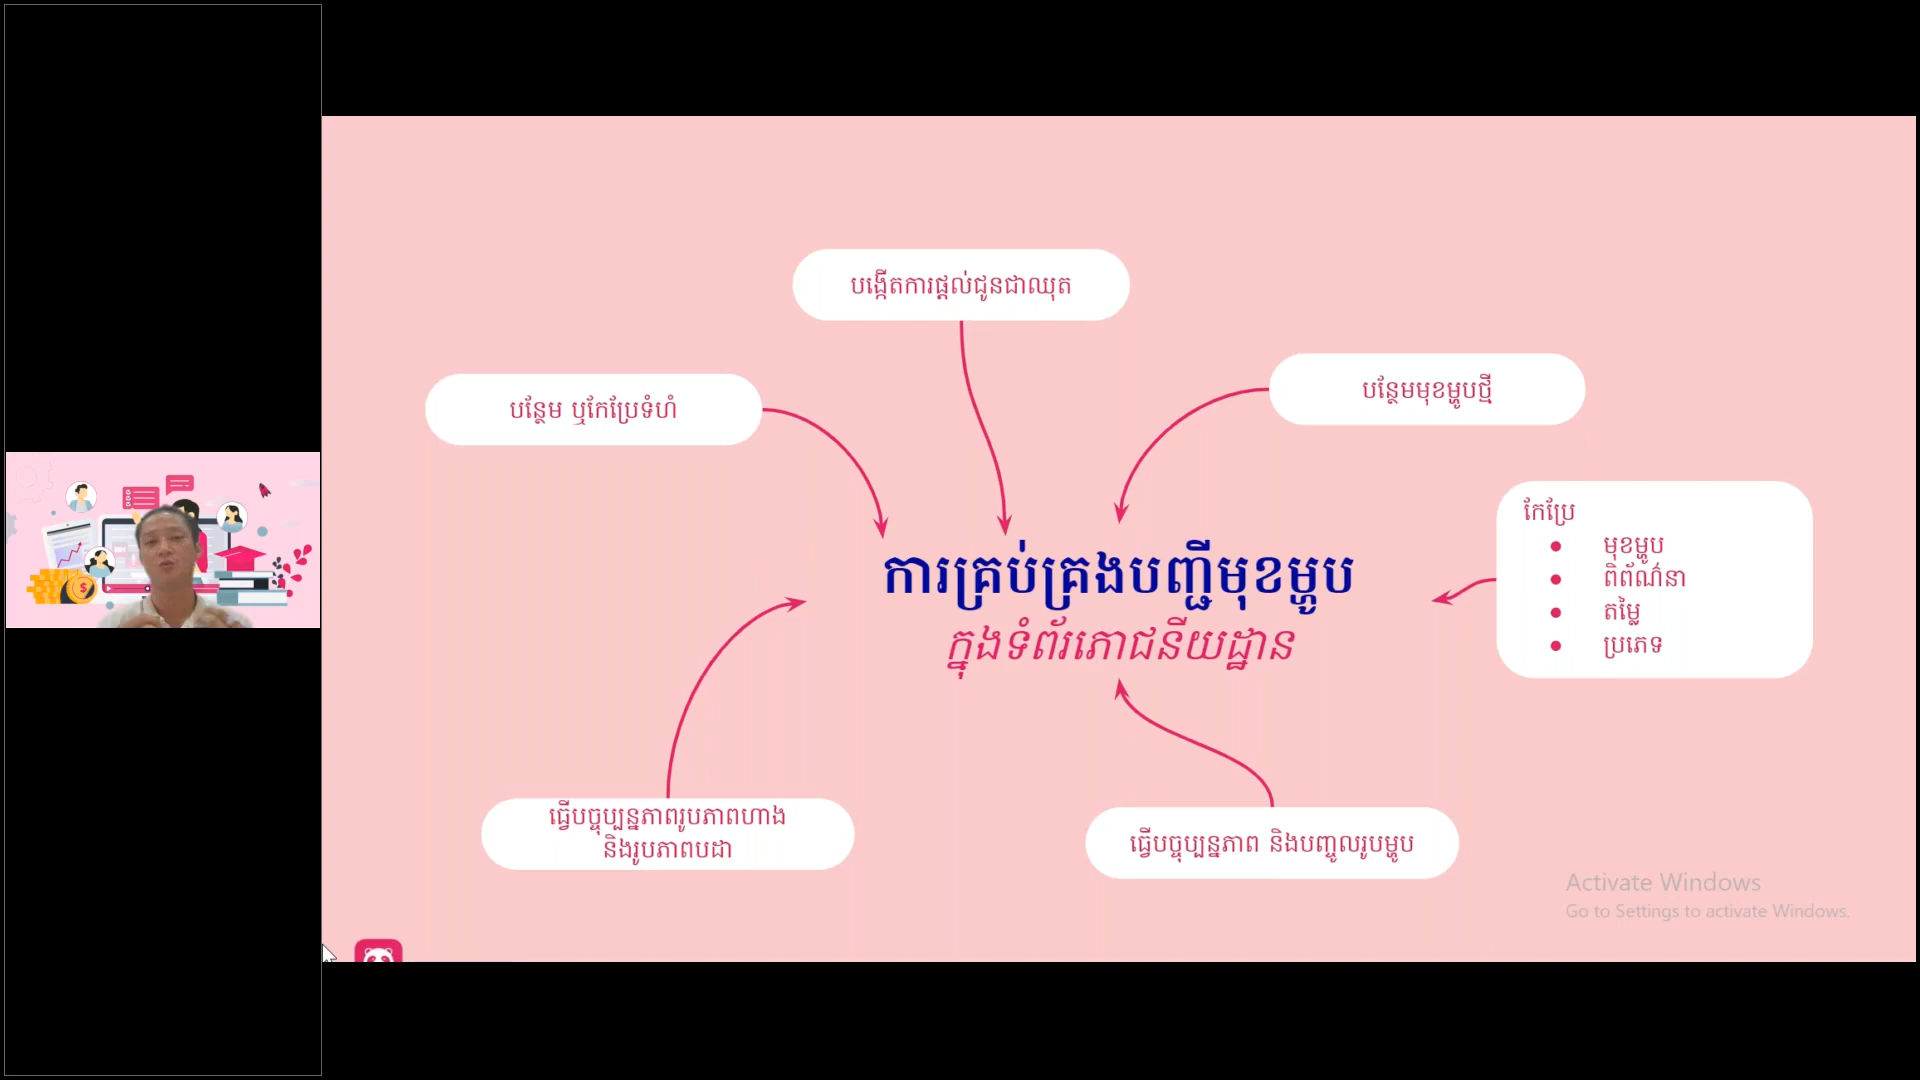 បង្កើតការផ្តល់ជូនជាឈុត
បន្ថែម ឬកែប្រែទំហំ
បន្ថែមមុខម្ហូបថ្មី
កែប្រែ
● មុខម្ហូប
● ពិព័ណ៌នា
● តម្លៃ
● ប្រភេទ
ការគ្រប់គ្រងបញ្ជីមុខម្ហូប
ក្នុងទំព័រភោជនីយដ្ឋាន
ធ្វើបច្ចុប្បន្នភាពរូបភាពហាង
និងរូបភាពបដា
ធ្វើបច្ចុប្បន្នភាព និងបញ្ចូលរូបម្ហូប
Activate Windows
Go to Settings to activate Windows.